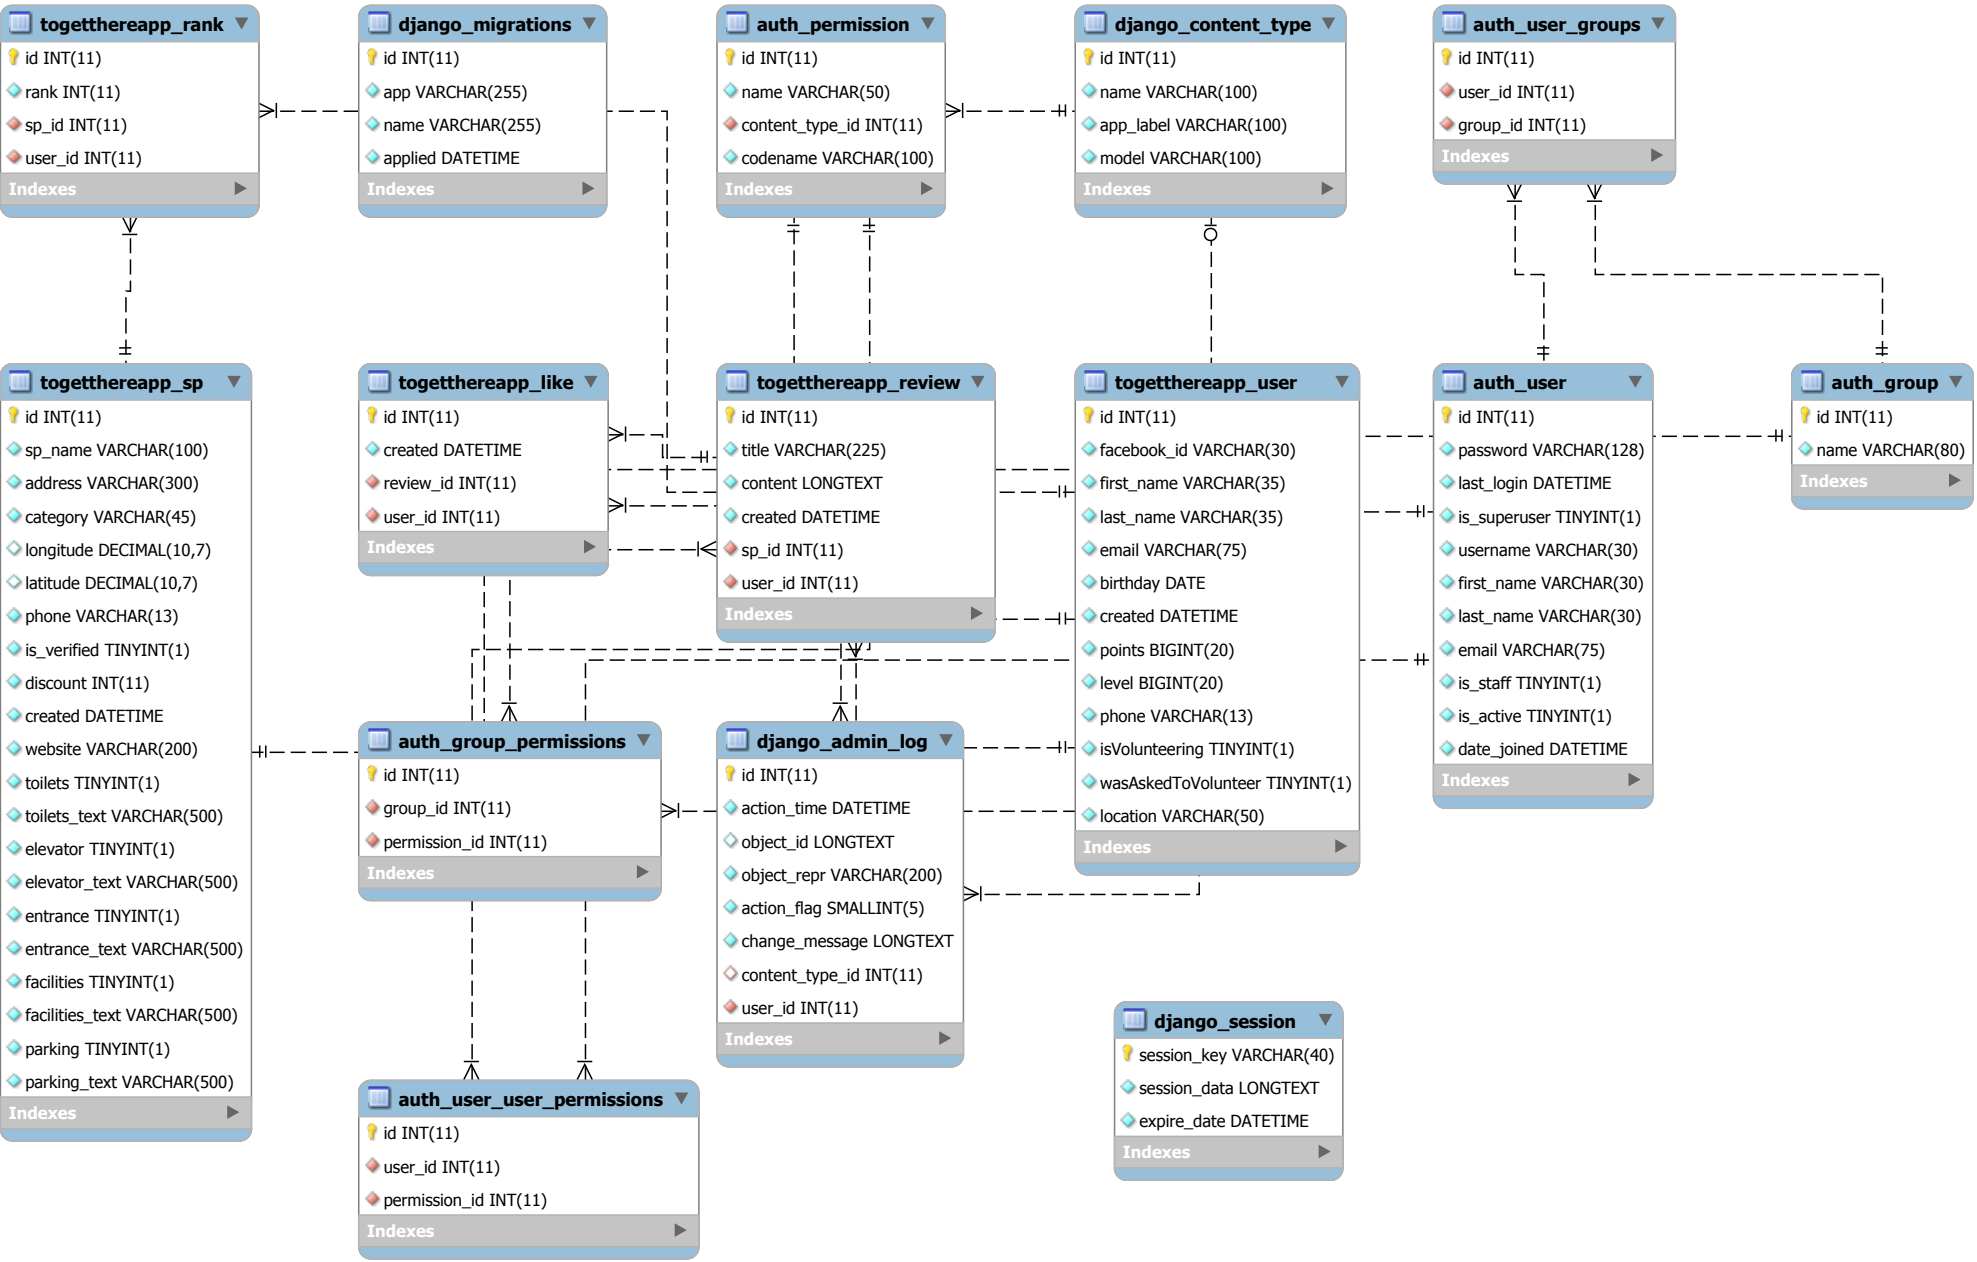 togetthereapp_rank
id INT(11)
rank INT(11)
sp_id INT(11)
user_id INT(11)
Indexes
django_migrations
id INT(11)
app VARCHAR(255)
name VARCHAR(255)
applied DATETIME
Indexes
auth_permission
id INT(11)
name VARCHAR(50)
content_type_id INT(11)
codename VARCHAR(100)
Indexes
django_content_type
id INT(11)
name VARCHAR(100)
app_label VARCHAR(100)
model VARCHAR(100)
Indexes
auth_user_groups
id INT(11)
user_id INT(11)
group_id INT(11)
Indexes
togetthereapp_sp
id INT(11)
sp_name VARCHAR(100)
address VARCHAR(300)
category VARCHAR(45)
longitude DECIMAL(10,7)
latitude DECIMAL(10,7)
phone VARCHAR(13)
is_verified TINYINT(1)
discount INT(11)
created DATETIME
website VARCHAR(200)
toilets TINYINT(1)
toilets_text VARCHAR(500)
elevator TINYINT(1)
elevator_text VARCHAR(500)
entrance TINYINT(1)
entrance_text VARCHAR(500)
facilities TINYINT(1)
facilities_text VARCHAR(500)
parking TINYINT(1)
parking_text VARCHAR(500)
Indexes
togetthereapp_like
id INT(11)
created DATETIME
review_id INT(11)
user_id INT(11)
Indexes
togetthereapp_review
id INT(11)
title VARCHAR(225)
content LONGTEXT
created DATETIME
sp_id INT(11)
user_id INT(11)
Indexes
togetthereapp_user
id INT(11)
facebook_id VARCHAR(30)
first_name VARCHAR(35)
last_name VARCHAR(35)
email VARCHAR(75)
birthday DATE
created DATETIME
points BIGINT(20)
level BIGINT(20)
phone VARCHAR(13)
isVolunteering TINYINT(1)
wasAskedToVolunteer TINYINT(1)
location VARCHAR(50)
Indexes
auth_user
id INT(11)
password VARCHAR(128)
last_login DATETIME
is_superuser TINYINT(1)
username VARCHAR(30)
first_name VARCHAR(30)
last_name VARCHAR(30)
email VARCHAR(75)
is_staff TINYINT(1)
is_active TINYINT(1)
date_joined DATETIME
Indexes
auth_group
id INT(11)
name VARCHAR(80)
Indexes
auth_group_permissions
id INT(11)
group_id INT(11)
permission_id INT(11)
Indexes
django_admin_log
id INT(11)
action_time DATETIME
object_id LONGTEXT
object_repr VARCHAR(200)
action_flag SMALLINT(5)
change_message LONGTEXT
content_type_id INT(11)
user_id INT(11)
Indexes
django_session
session_key VARCHAR(40)
session_data LONGTEXT
expire_date DATETIME
Indexes
auth_user_user_permissions
id INT(11)
user_id INT(11)
permission_id INT(11)
Indexes